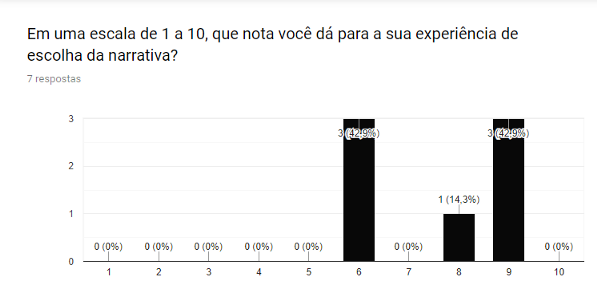 Em uma escala de 1 a 10, que nota você dá para a sua experiência de
escolha da narrativa?
7 respostas
3
2
1
0
0 (0%) 0 (0%) 0 (0%) 0 (0%) 0 (0%) 3 (42,9%) 0 (0%) 1 (14,3%) 3 (42,9%) 0 (0%)
1 2 3 4 5 6 7 8 9 10